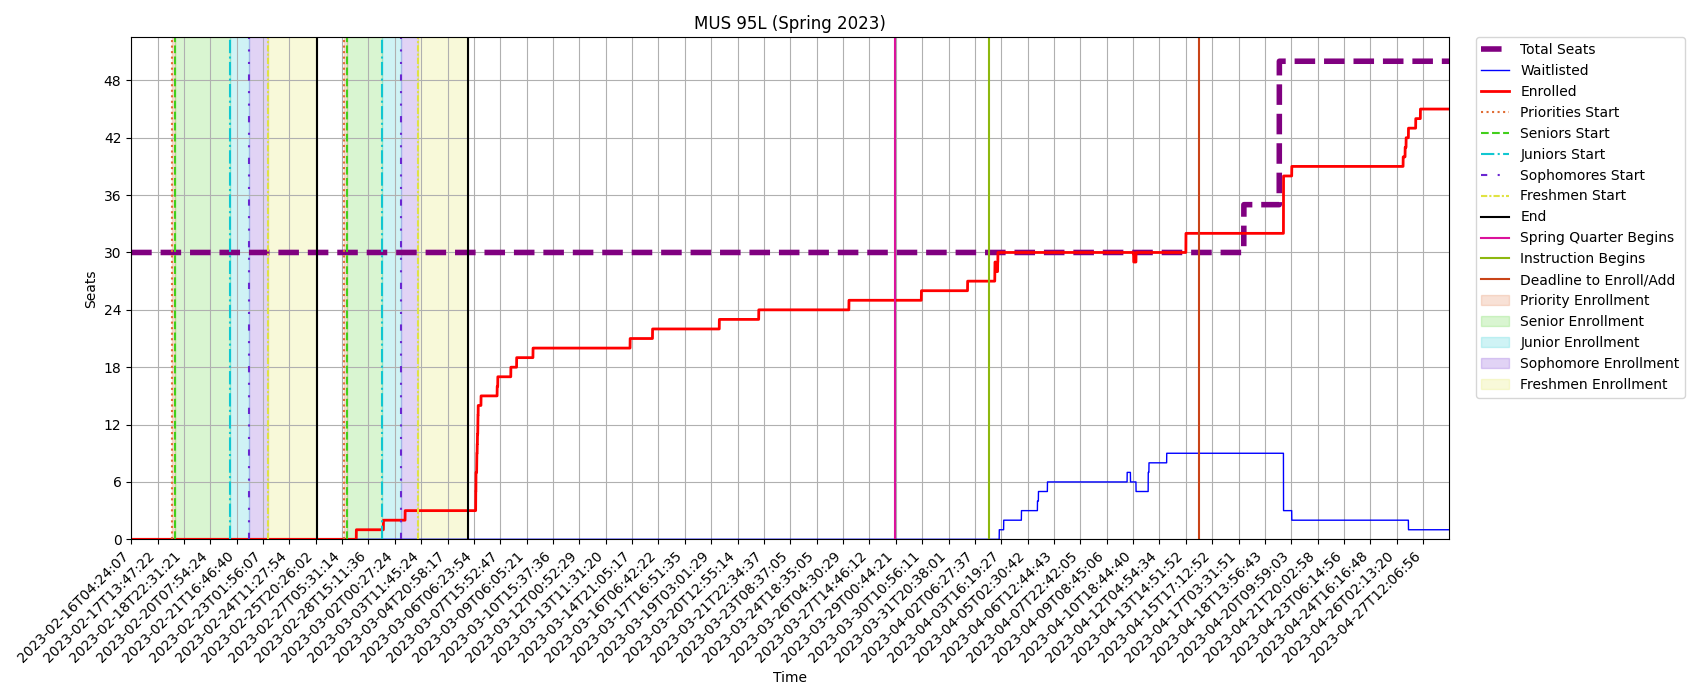 MUS 95L (Spring 2023)
Seats
48
42
36
30
24
18
12
6
0
2023-02-16T04:24:07
2023-02-17T13:47:22
2023-02-18T22:31:21
2023-02-20T07:54:24
2023-02-21T16:46:40
2023-02-23T01:56:07
2023-02-24T11:27:54
2023-02-25T20:26:02
2023-02-27T05:31:14
2023-02-28T15:11:36
2023-03-02T00:27:24
2023-03-03T11:45:24
2023-03-04T20:58:17
2023-03-06T06:23:54
2023-03-07T15:52:47
2023-03-09T06:05:21
2023-03-10T15:37:36
2023-03-12T00:52:29
2023-03-13T11:31:20
2023-03-14T21:05:17
2023-03-16T06:42:22
2023-03-17T16:51:35
2023-03-19T03:01:29
2023-03-20T12:55:14
2023-03-21T22:34:37
2023-03-23T08:37:05
2023-03-24T18:35:05
2023-03-26T04:30:29
2023-03-27T14:46:12
2023-03-29T00:44:21
2023-03-30T10:56:11
2023-03-31T20:38:01
2023-04-02T06:27:37
2023-04-03T16:19:27
2023-04-05T02:30:42
2023-04-06T12:44:43
2023-04-07T22:42:05
2023-04-09T08:45:06
2023-04-10T18:44:40
2023-04-12T04:54:34
2023-04-13T14:51:52
2023-04-15T17:12:52
2023-04-17T03:31:51
2023-04-18T13:56:43
2023-04-20T09:59:03
2023-04-21T20:02:58
2023-04-23T06:14:56
2023-04-24T16:16:48
2023-04-26T02:13:20
2023-04-27T12:06:56
Time
Total Seats
Waitlisted
Enrolled
Priorities Start
Seniors Start
Juniors Start
Sophomores Start
Freshmen Start
End
Spring Quarter Begins
Instruction Begins
Deadline to Enroll/Add
Priority Enrollment
Senior Enrollment
Junior Enrollment
Sophomore Enrollment
Freshmen Enrollment